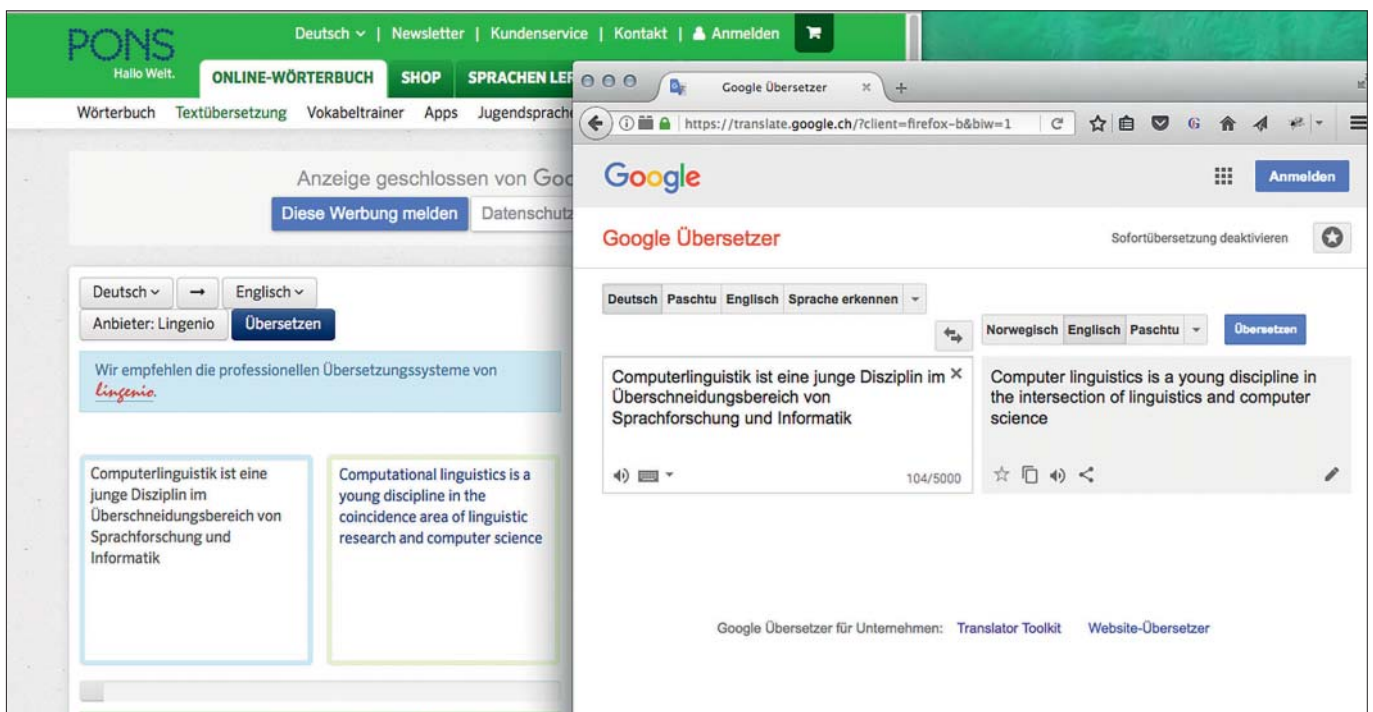 PONS
Hallo Welt.
Deutsch | Newsletter | Kundenservice | Kontakt | Anmelden
ONLINE-WÖRTERBUCH SHOP SPRACHEN LER
Wörterbuch Textübersetzung Vokabeltrainer Apps Jugendsprache
Anzeige geschlossen von Goo
Diese Werbung melden Datenschutz
Deutsch → Englisch
Anbieter: Lingenio Übersetzen
Wir empfehlen die professionellen Übersetzungssysteme von
lingenio.
Computerlinguistik ist eine
junge Disziplin im
Überschneidungsbereich von
Sprachforschung und
Informatik
Computational linguistics is a
young discipline in the
coincidence area of linguistic
research and computer science
Google Übersetzer
https://translate.google.ch/?client=firefox-b&biw=1
Google
Anmelden
Google Übersetzer
Sofortübersetzung deaktivieren
Deutsch Paschtu Englisch Sprache erkennen
Norwegisch Englisch Paschtu Übersetzen
Computerlinguistik ist eine junge Disziplin im
Überschneidungsbereich von
Sprachforschung und Informatik
104/5000
Computer linguistics is a young discipline in
the intersection of linguistics and computer
science
Google Übersetzer für Unternehmen: Translator Toolkit Website-Übersetzer